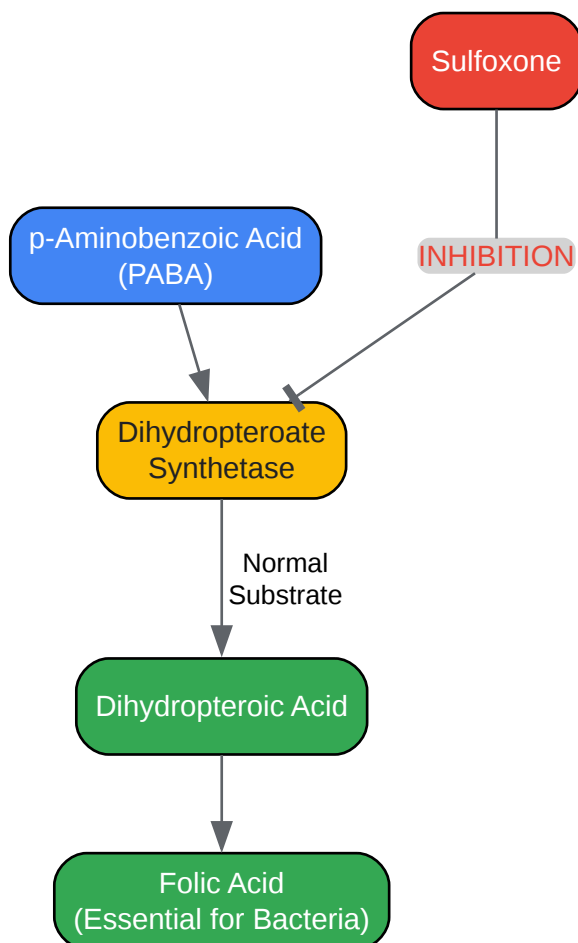 Sulfoxone
p-Aminobenzoic Acid
(PABA)
INHIBITION
Dihydropteroate
Synthetase
Normal
Substrate
Dihydropteroic Acid
Folic Acid
(Essential for Bacteria)